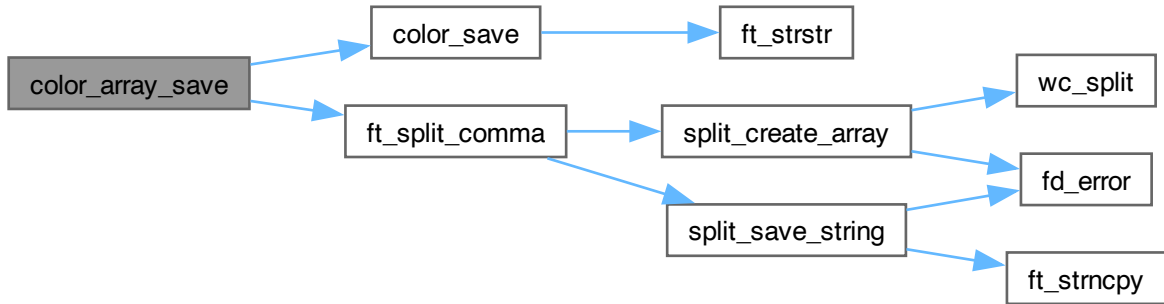 color_array_save
color_save
ft_strstr
ft_split_comma
split_create_array
wc_split
fd_error
split_save_string
ft_strncpy